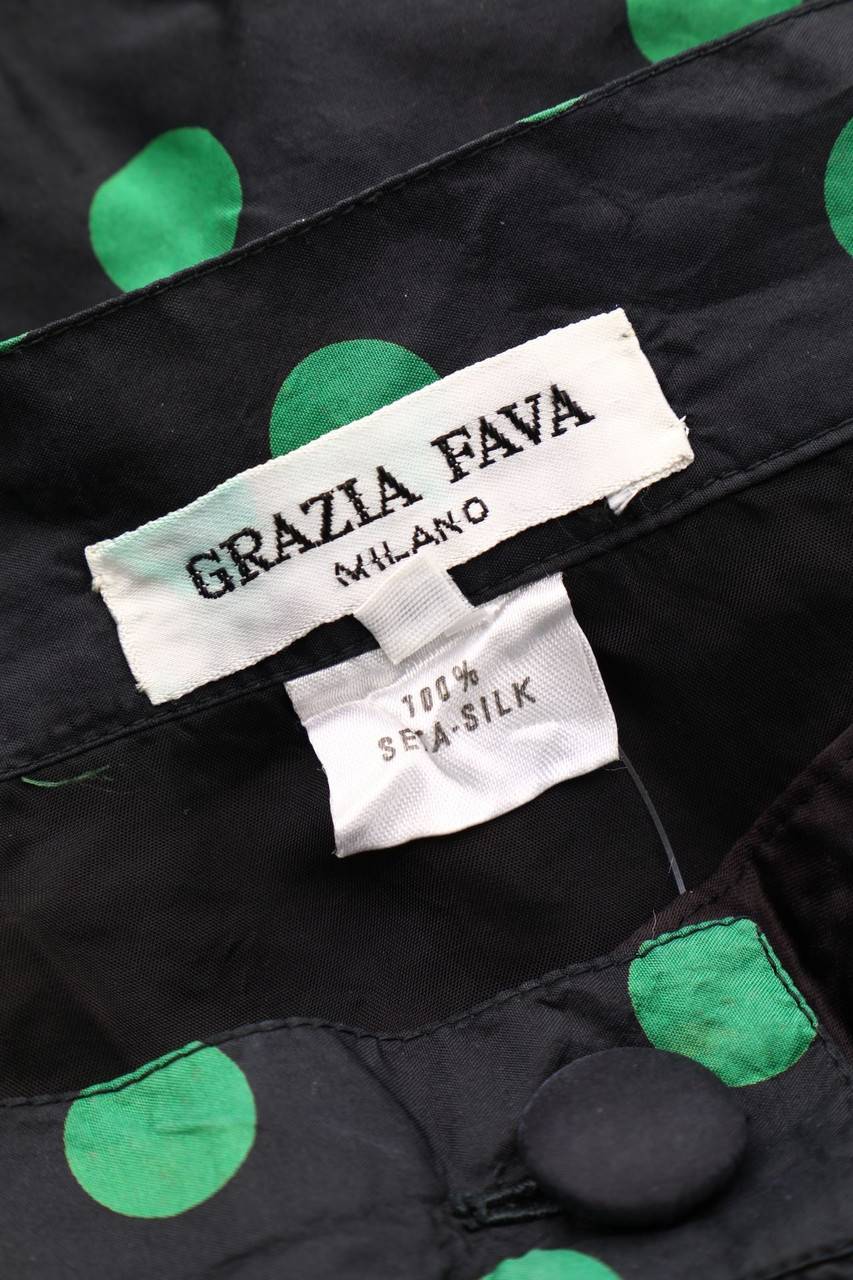 GRAZIA FAVA
MILANO
100%
SETA-SILK